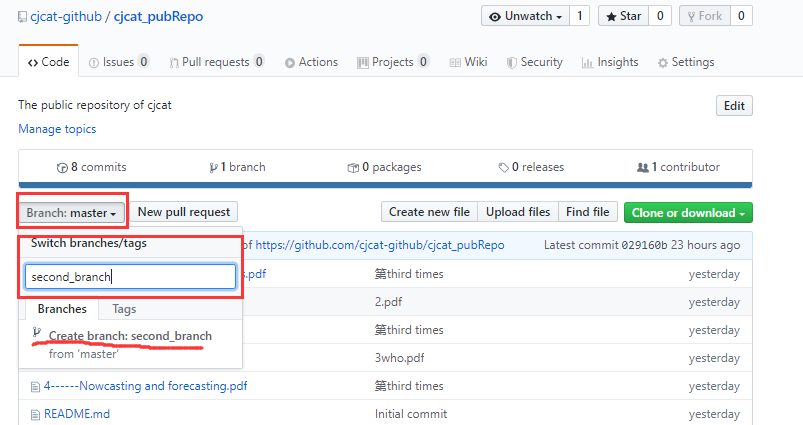 cjcat-github / cjcat_pubRepo
Unwatch 1
Star 0
Fork 0
Code
Issues 0
Pull requests 0
Actions
Projects 0
Wiki
Security
Insights
Settings
The public repository of cjcat
Edit
Manage topics
8 commits
1 branch
0 packages
0 releases
1 contributor
Branch: master
New pull request
Create new file
Upload files
Find file
Clone or download
Switch branches/tags
second_branch
Branches
Tags
Create branch: second_branch
from 'master'
of https://github.com/cjcat-github/cjcat_pubRepo
Latest commit 029160b 23 hours ago
s.pdf 第third times yesterday
2.pdf yesterday
第third times yesterday
3who.pdf yesterday
4------Nowcasting and forecasting.pdf 第third times yesterday
README.md Initial commit yesterday